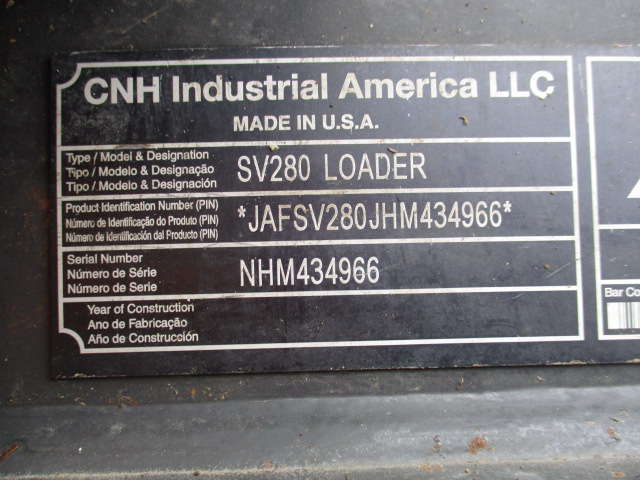 CNH Industrial America LLC
MADE IN U.S.A.
Type / Model & Designation
Tipo / Modelo & Designação
Tipo / Modelo & Designación
SV280 LOADER
Product Identification Number (PIN)
Número de Identificação do Produto (PIN)
Número de Identificación del Producto (PIN)
*JAFSV280JHM434966*
Serial Number
Número de Série
Número de Serie
NHM434966
Year of Construction
Ano de Fabricação
Año de Construcción
Bar Co